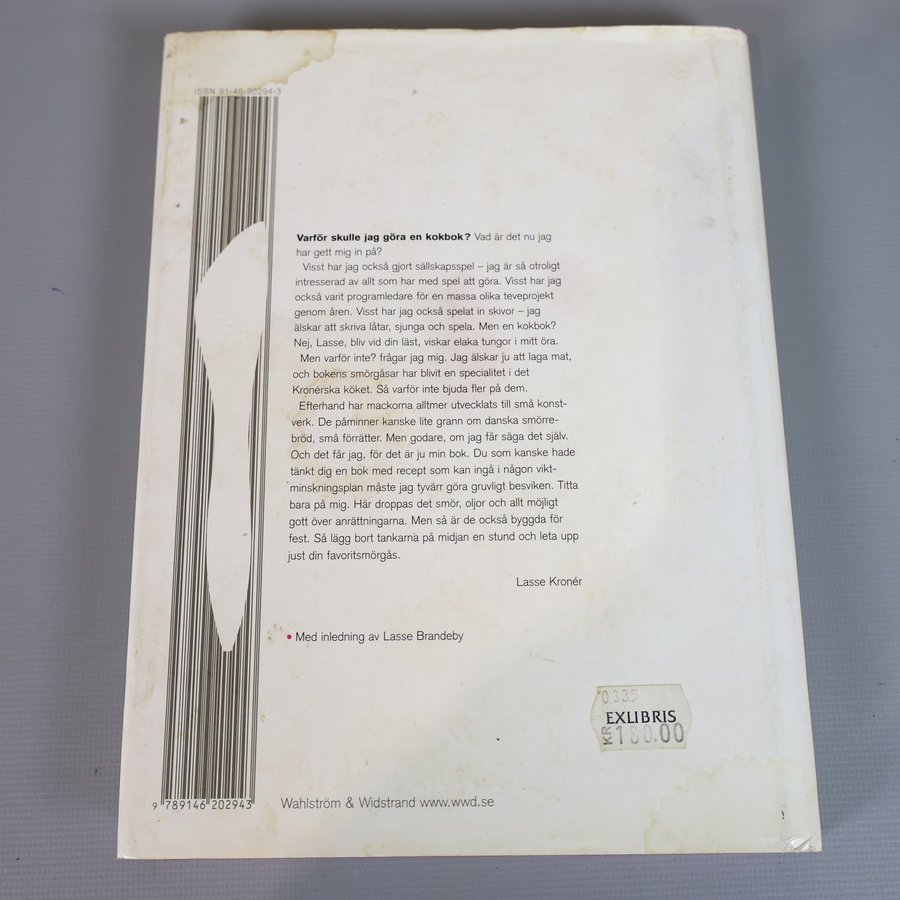 ISBN 91-46-20294-3
Varför skulle jag göra en kokbok? Vad är det nu jag
har gett mig in på?
Visst har jag också gjort sällskapsspel – jag är så otroligt
intresserad av allt som har med spel att göra. Visst har jag
också varit programledare för en massa olika teveprojekt
genom åren. Visst har jag också spelat in skivor – jag
älskar att skriva låtar, sjunga och spela. Men en kokbok?
Nej, Lasse, bliv vid din läst, viskar elaka tungor i mitt öra.
Men varför inte? frågar jag mig. Jag älskar ju att laga mat,
och bokens smörgåsar har blivit en specialitet i det
Kronérska köket. Så varför inte bjuda fler på dem.
Efterhand har mackorna alltmer utvecklats till små konst-
verk. De påminner kanske lite grann om danska smörre-
bröd, små förrätter. Men godare, om jag får säga det själv.
Och det får jag, för det är ju min bok. Du som kanske hade
tänkt dig en bok med recept som kan ingå i någon vikt-
minskningsplan måste jag tyvärr göra gruvligt besviken. Titta
bara på mig. Här droppas det smör, oljor och allt möjligt
gott över anrättningarna. Men så är de också byggda för
fest. Så lägg bort tankarna på midjan en stund och leta upp
just din favoritsmörgås.
Lasse Kronér
• Med inledning av Lasse Brandeby
0335
EXLIBRIS
KR 180.00
9 789146 202943
Wahlström & Widstrand www.wwd.se